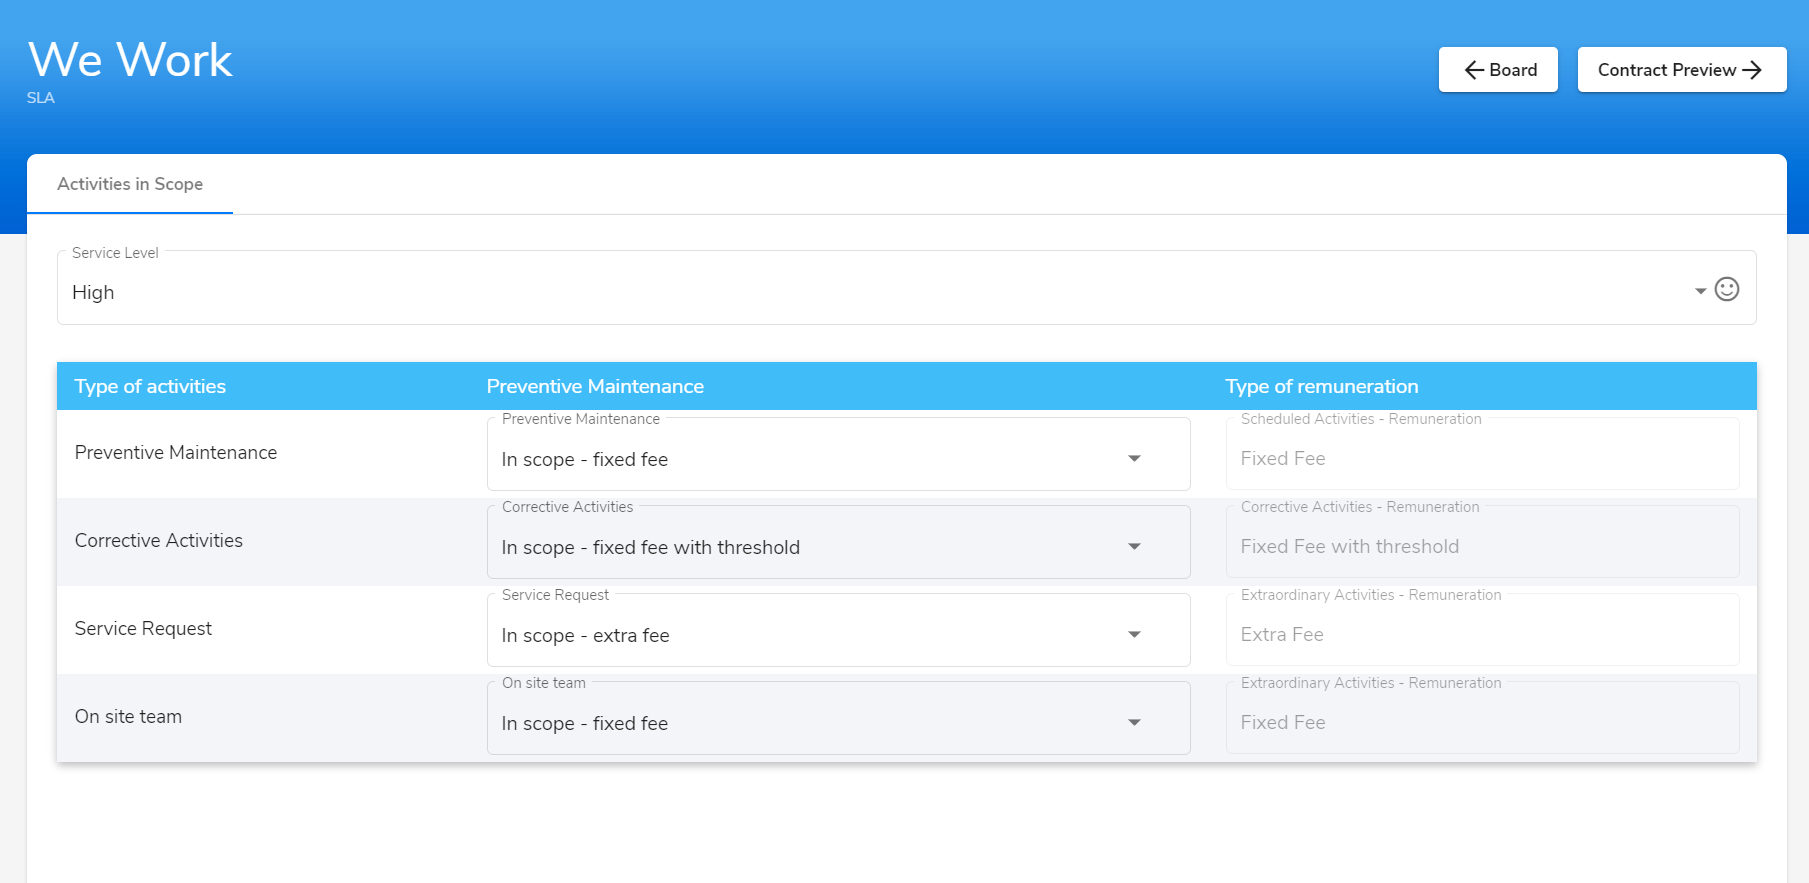 We Work
SLA
Board
Contract Preview
Activities in Scope
Service Level
High
Type of activities Preventive Maintenance Type of remuneration
Preventive Maintenance Scheduled Activities - Remuneration
Preventive Maintenance In scope - fixed fee Fixed Fee
Corrective Activities Corrective Activities - Remuneration
Corrective Activities In scope - fixed fee with threshold Fixed Fee with threshold
Service Request Extraordinary Activities - Remuneration
Service Request In scope - extra fee Extra Fee
On site team Extraordinary Activities - Remuneration
On site team In scope - fixed fee Fixed Fee